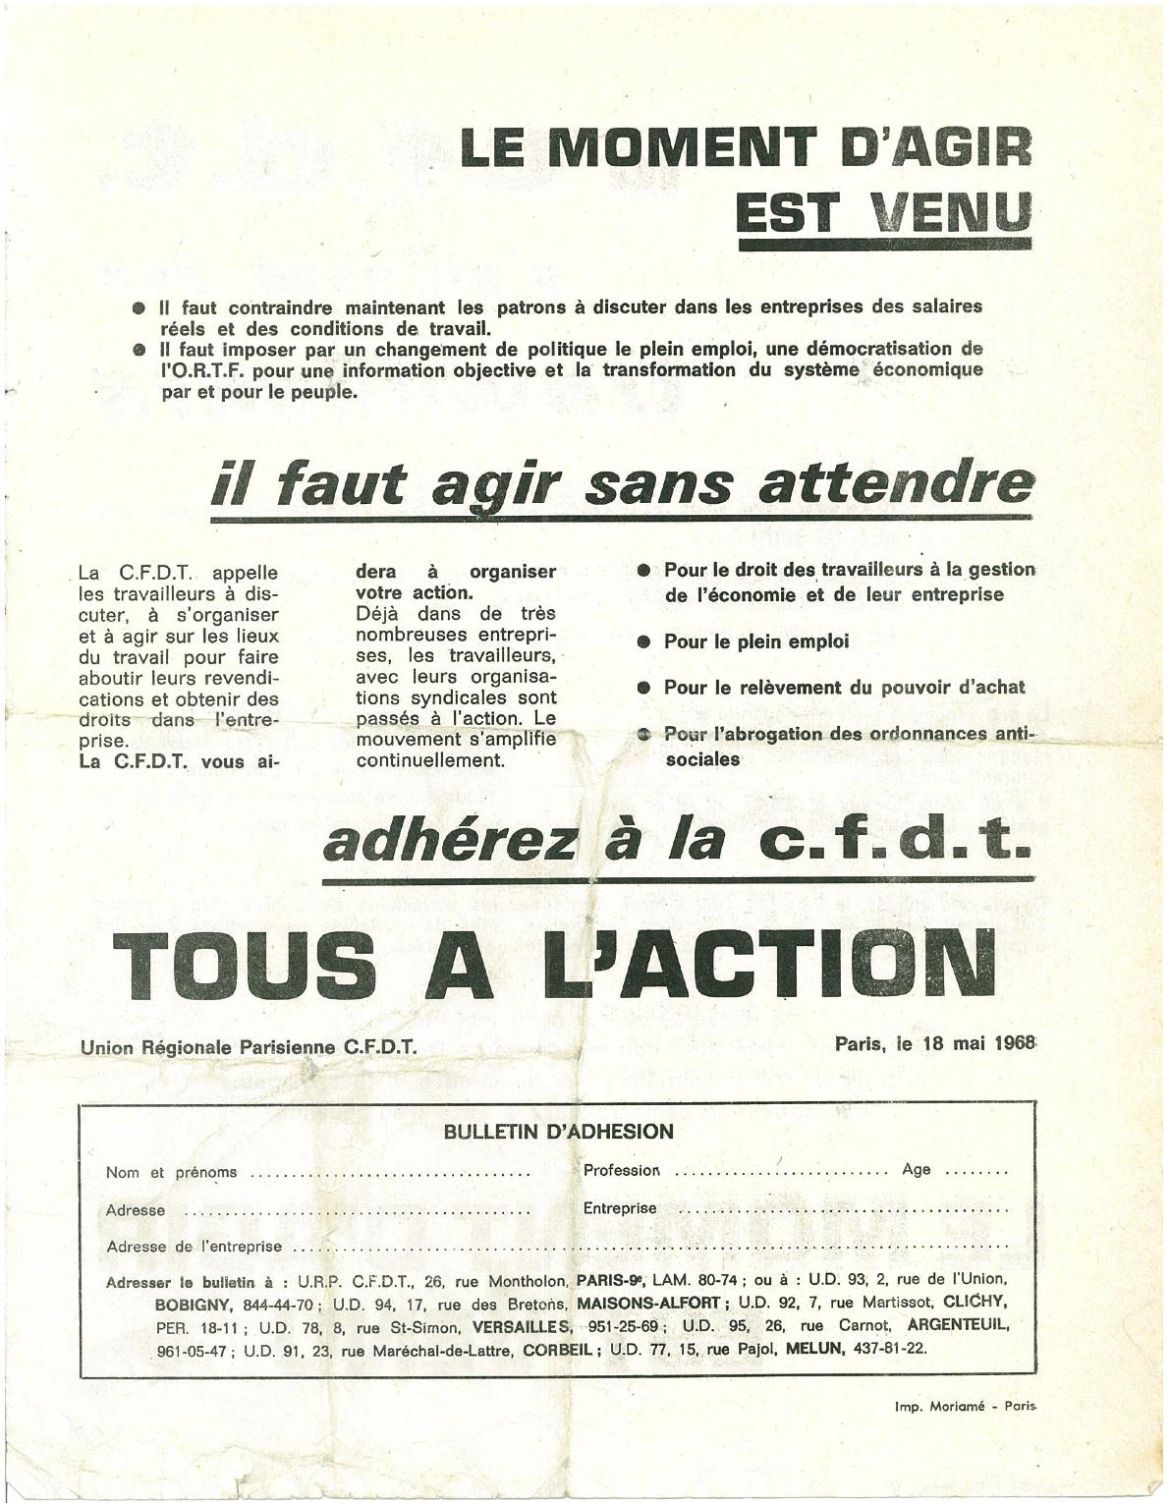 LE MOMENT D'AGIR
EST VENU
● Il faut contraindre maintenant les patrons à discuter dans les entreprises des salaires
réels et des conditions de travail.
● Il faut imposer par un changement de politique le plein emploi, une démocratisation de
l'O.R.T.F. pour une information objective et la transformation du système économique
par et pour le peuple.
il faut agir sans attendre
La C.F.D.T. appelle
les travailleurs à dis-
cuter, à s'organiser
et à agir sur les lieux
du travail pour faire
aboutir leurs revendi-
cations et obtenir des
droits dans l'entre-
prise.
La C.F.D.T. vous ai-
dera à organiser
votre action.
Déjà dans de très
nombreuses entrepri-
ses, les travailleurs,
avec leurs organisa-
tions syndicales sont
passés à l'action. Le
mouvement s'amplifie
continuellement.
● Pour le droit des travailleurs à la gestion
de l'économie et de leur entreprise
● Pour le plein emploi
● Pour le relèvement du pouvoir d'achat
● Pour l'abrogation des ordonnances anti-
sociales
adhérez à la c.f.d.t.
TOUS A L'ACTION
Union Régionale Parisienne C.F.D.T.
Paris, le 18 mai 1968
BULLETIN D'ADHESION
Nom et prénoms ................................ Profession ......................... Age ........
Adresse ....................................... Entreprise .......................................
Adresse de l'entreprise ................................................................................
Adresser le bulletin à : U.R.P. C.F.D.T., 26, rue Montholon, PARIS-9e, LAM. 80-74 ; ou à : U.D. 93, 2, rue de l'Union,
BOBIGNY, 844-44-70 ; U.D. 94, 17, rue des Bretons, MAISONS-ALFORT ; U.D. 92, 7, rue Martissot, CLICHY,
PER. 18-11 ; U.D. 78, 8, rue St-Simon, VERSAILLES, 951-25-69 ; U.D. 95, 26, rue Carnot, ARGENTEUIL,
961-05-47 ; U.D. 91, 23, rue Maréchal-de-Lattre, CORBEIL ; U.D. 77, 15, rue Pajol, MELUN, 437-81-22.
Imp. Moriamé - Paris